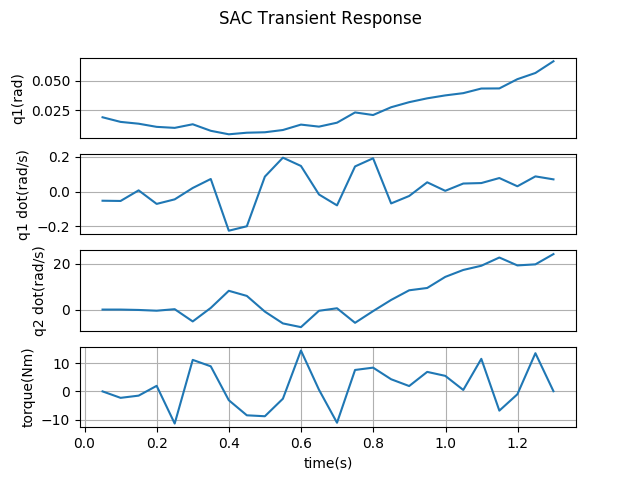 SAC Transient Response
q1(rad)
0.050
0.025
q1 dot(rad/s)
0.2
0.0
−0.2
q2 dot(rad/s)
20
0
torque(Nm)
10
0
−10
0.0 0.2 0.4 0.6 0.8 1.0 1.2
time(s)